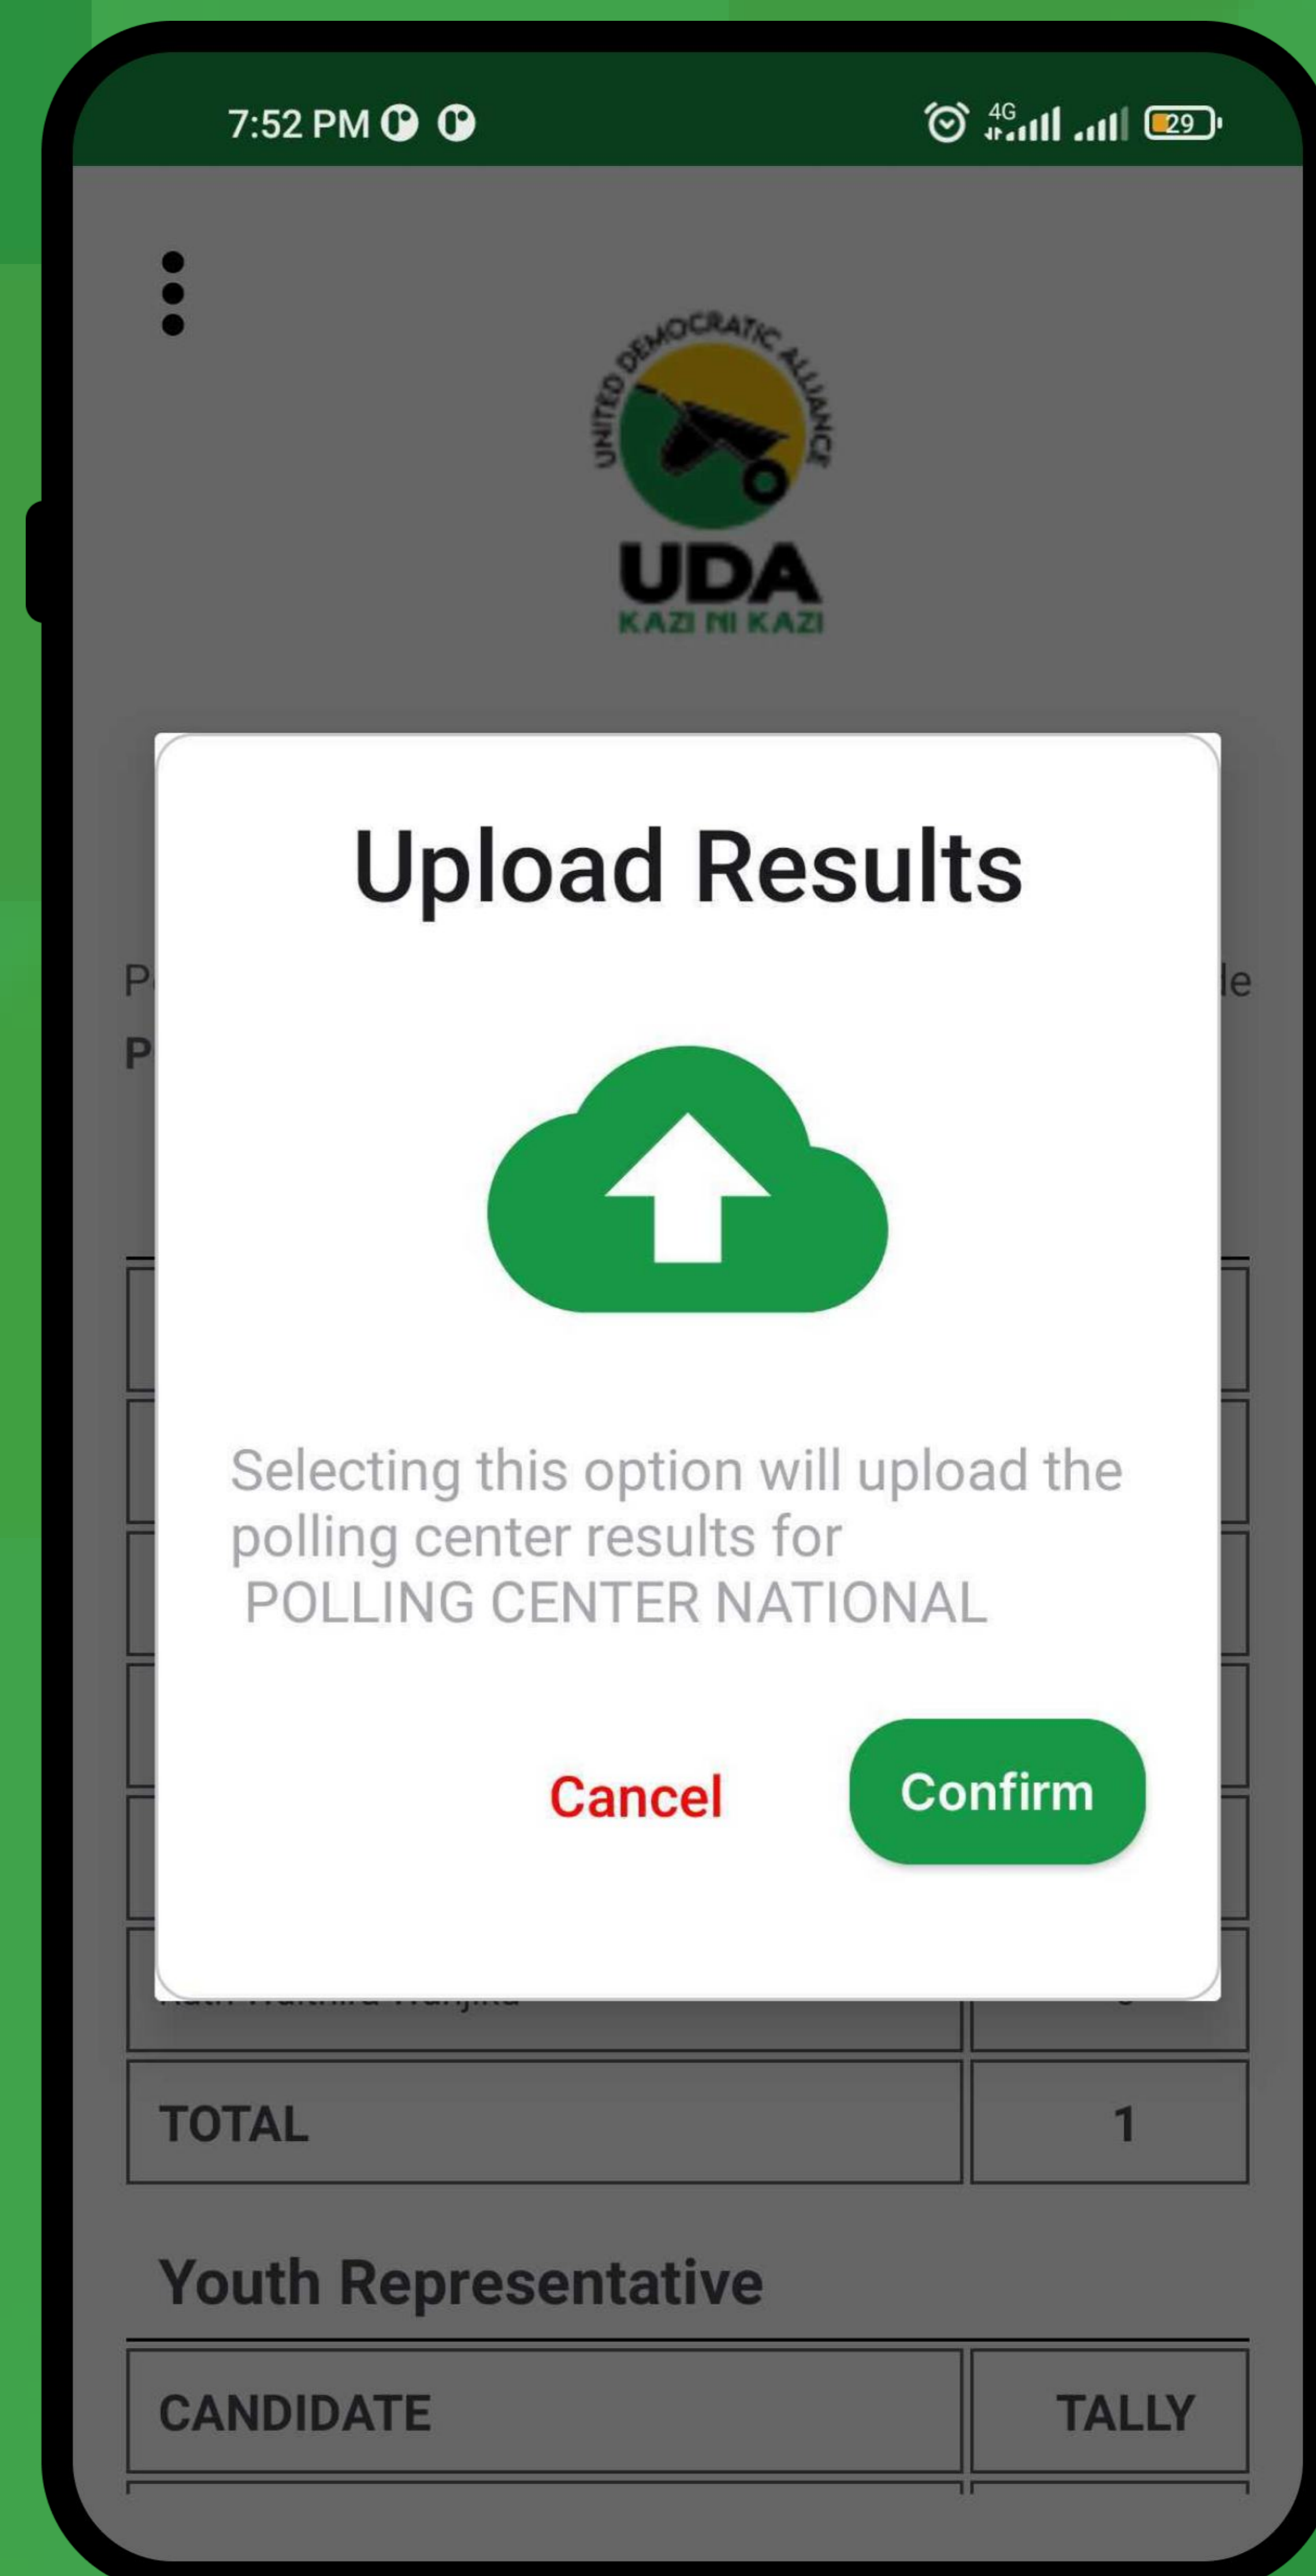 7:52 PM
4G
29
UNITED DEMOCRATIC ALLIANCE
UDA
KAZI NI KAZI
Upload Results
Selecting this option will upload the
polling center results for
POLLING CENTER NATIONAL
Cancel
Confirm
TOTAL 1
Youth Representative
CANDIDATE TALLY